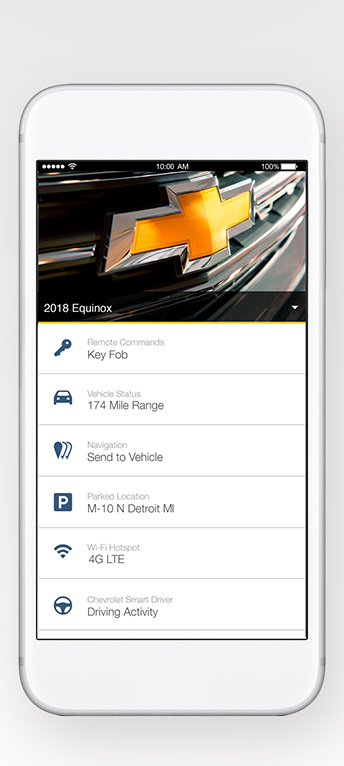 10:00 AM
100%
2018 Equinox
Remote Commands
Key Fob
Vehicle Status
174 Mile Range
Navigation
Send to Vehicle
P
Parked Location
M-10 N Detroit MI
Wi-Fi Hotspot
4G LTE
Chevrolet Smart Driver
Driving Activity